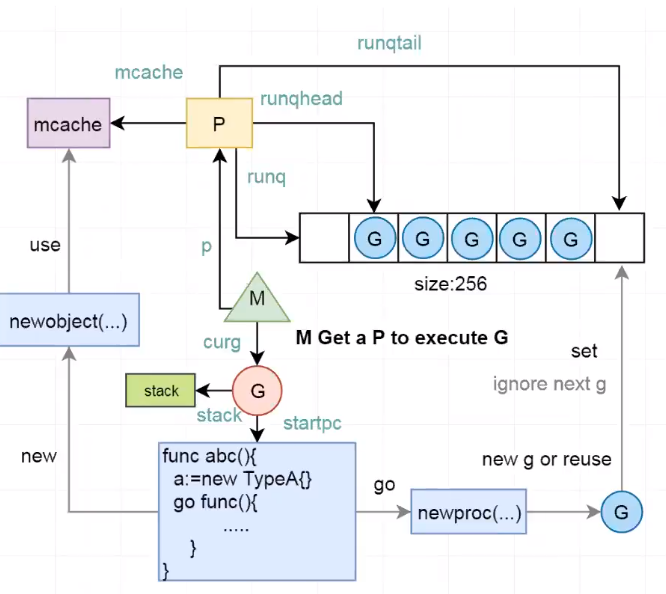 runqtail
mcache
runqhead
mcache
P
runq
G
G
G
G
G
use
p
size:256
M
newobject(...)
M Get a P to execute G
curg
set
stack
G
ignore next g
stack
startpc
new
func abc(){
a:=new TypeA{}
go func(){
.....
}
}
go
new g or reuse
newproc(...)
G